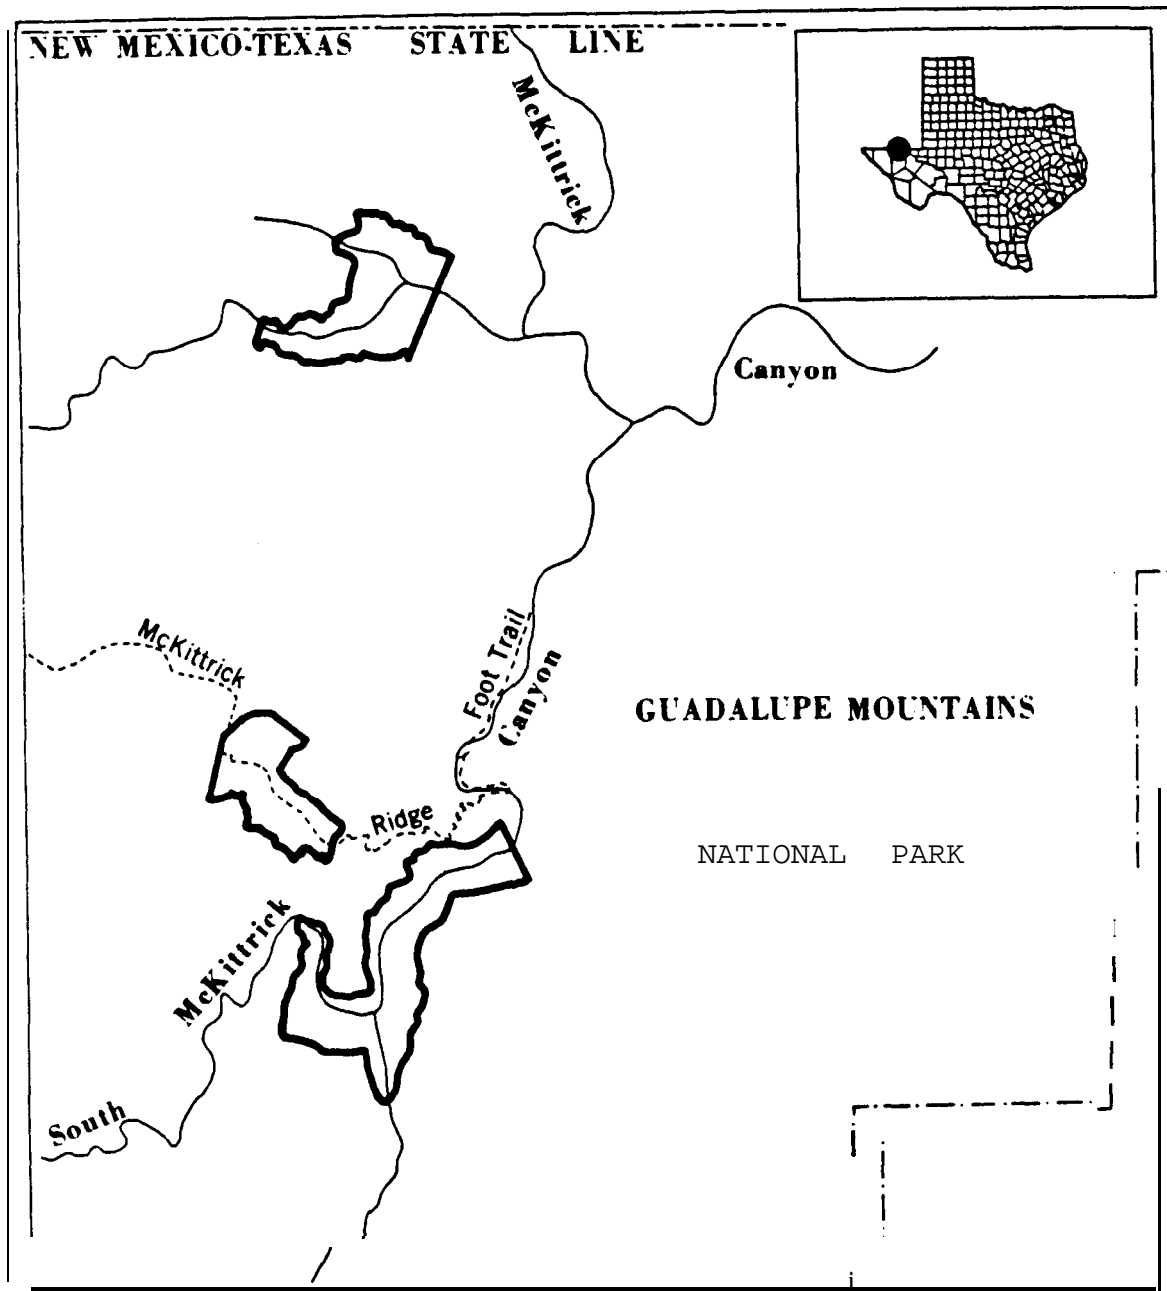 NEW MEXICO-TEXAS STATE LINE
McKittrick
Canyon
McKittrick
Foot Trail
Canyon
GUADALUPE MOUNTAINS
Ridge
NATIONAL PARK
McKittrick
South